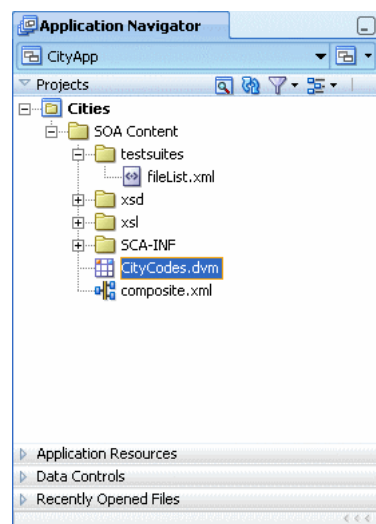 Application Navigator
CityApp
Projects
Cities
SOA Content
testsuites
fileList.xml
xsd
xsl
SCA-INF
CityCodes.dvm
composite.xml
Application Resources
Data Controls
Recently Opened Files